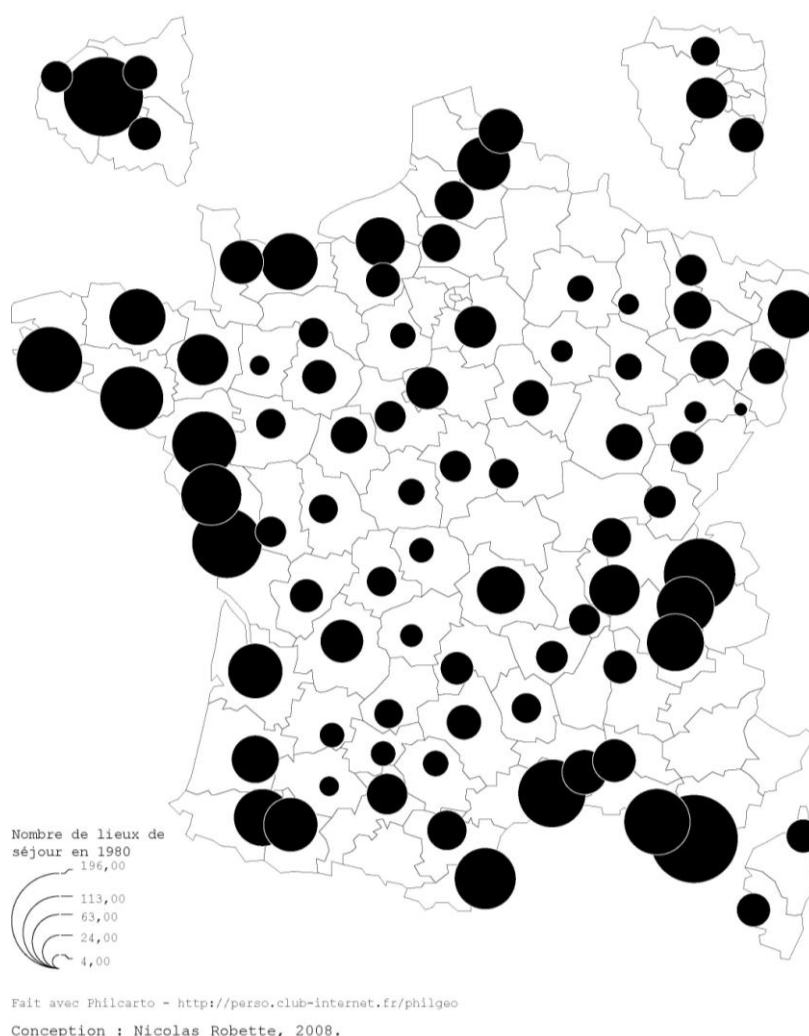 Nombre de lieux de
séjour en 1980
196,00
113,00
63,00
24,00
4,00
Fait avec Philcarto - http://perso.club-internet.fr/philgeo
Conception : Nicolas Robette, 2008.